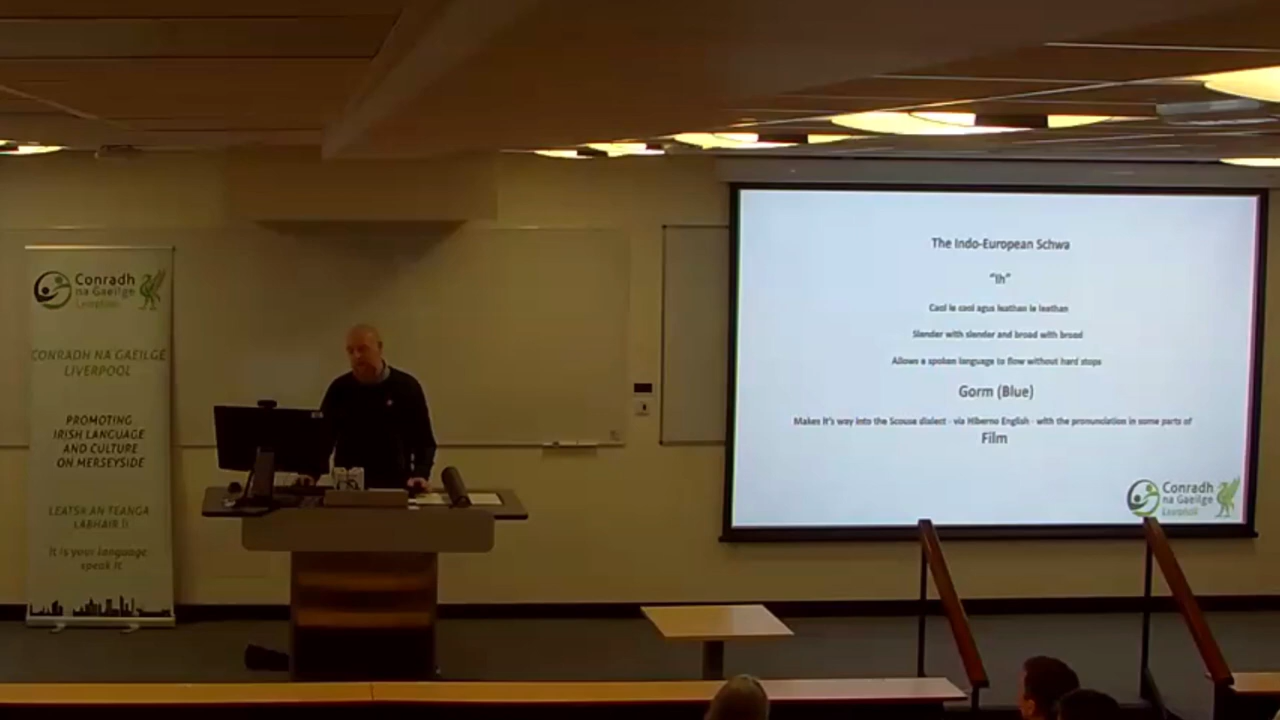 Conradh
na Gaeilge
Liverpool
CONRADH NA GAEILGE
LIVERPOOL
PROMOTING
IRISH LANGUAGE
AND CULTURE
ON MERSEYSIDE
LEATSA AN TEANGA
LABHAIR Í
It is your language
speak it
The Indo-European Schwa
"Ih"
Caol le caol agus leathan le leathan
Slender with slender and broad with broad
Allows a spoken language to flow without hard stops
Gorm (Blue)
Makes it's way into the Scouse dialect - via Hiberno English - with the pronunciation in some parts of
Film
Conradh
na Gaeilge
Liverpool